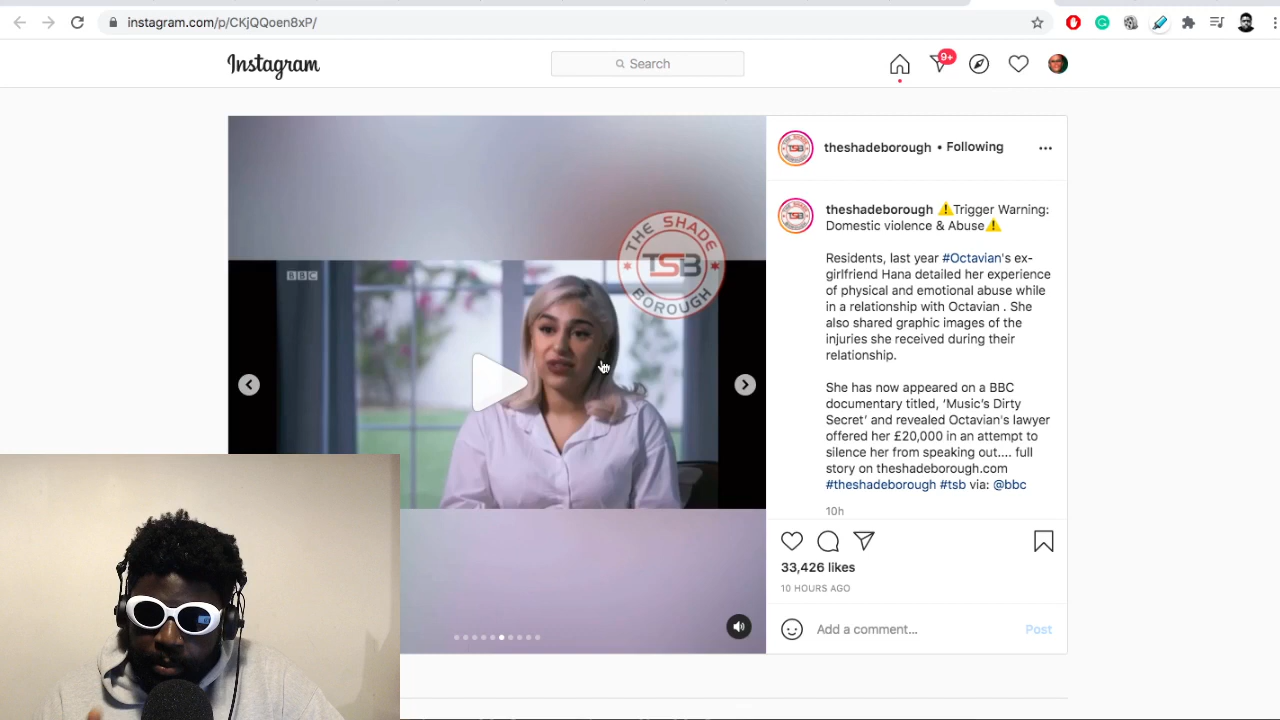 instagram.com/p/CKjQQoen8xP/
Instagram
Search
9+
theshadeborough • Following
theshadeborough ⚠️Trigger Warning:
Domestic violence & Abuse⚠️
Residents, last year #Octavian's ex-
girlfriend Hana detailed her experience
of physical and emotional abuse while
in a relationship with Octavian . She
also shared graphic images of the
injuries she received during their
relationship.
She has now appeared on a BBC
documentary titled, ‘Music’s Dirty
Secret’ and revealed Octavian's lawyer
offered her £20,000 in an attempt to
silence her from speaking out.... full
story on theshadeborough.com
#theshadeborough #tsb via: @bbc
10h
33,426 likes
10 HOURS AGO
Add a comment...
Post
BBC
THE SHADE
TSB
BOROUGH